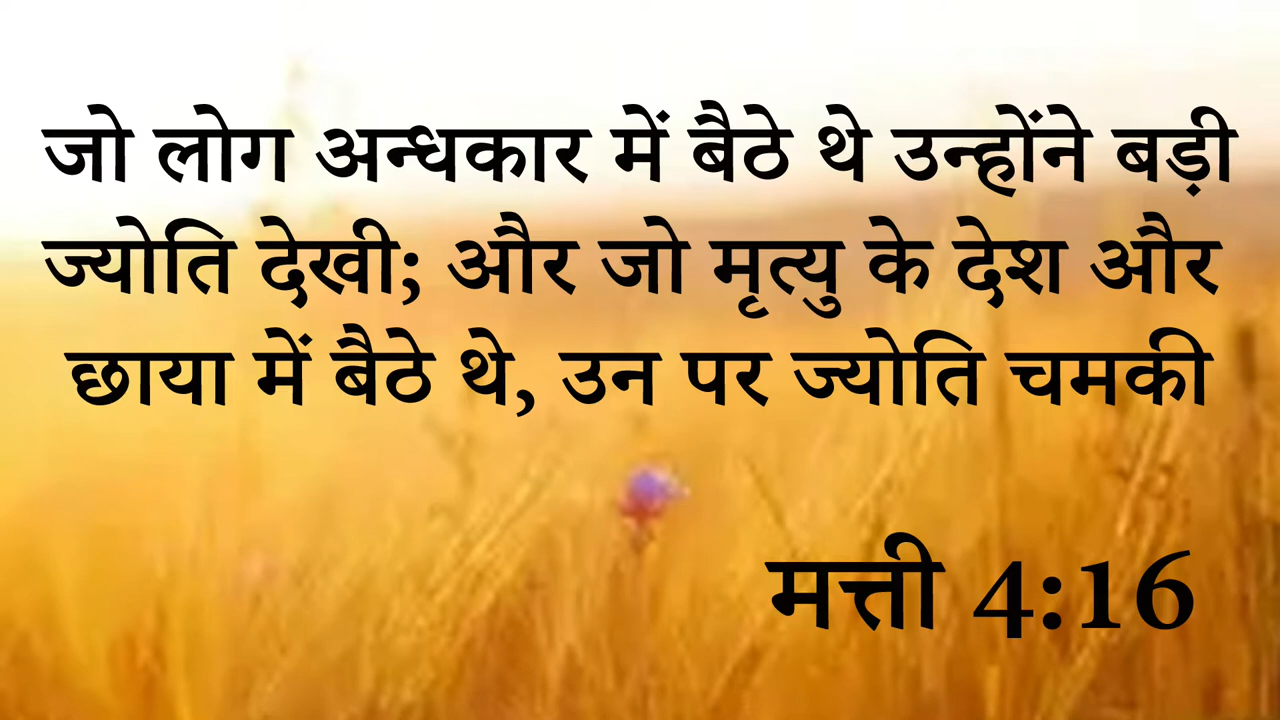 जो लोग अन्धकार में बैठे थे उन्होंने बड़ी
ज्योति देखी; और जो मृत्यु के देश और
छाया में बैठे थे, उन पर ज्योति चमकी
मत्ती 4:16